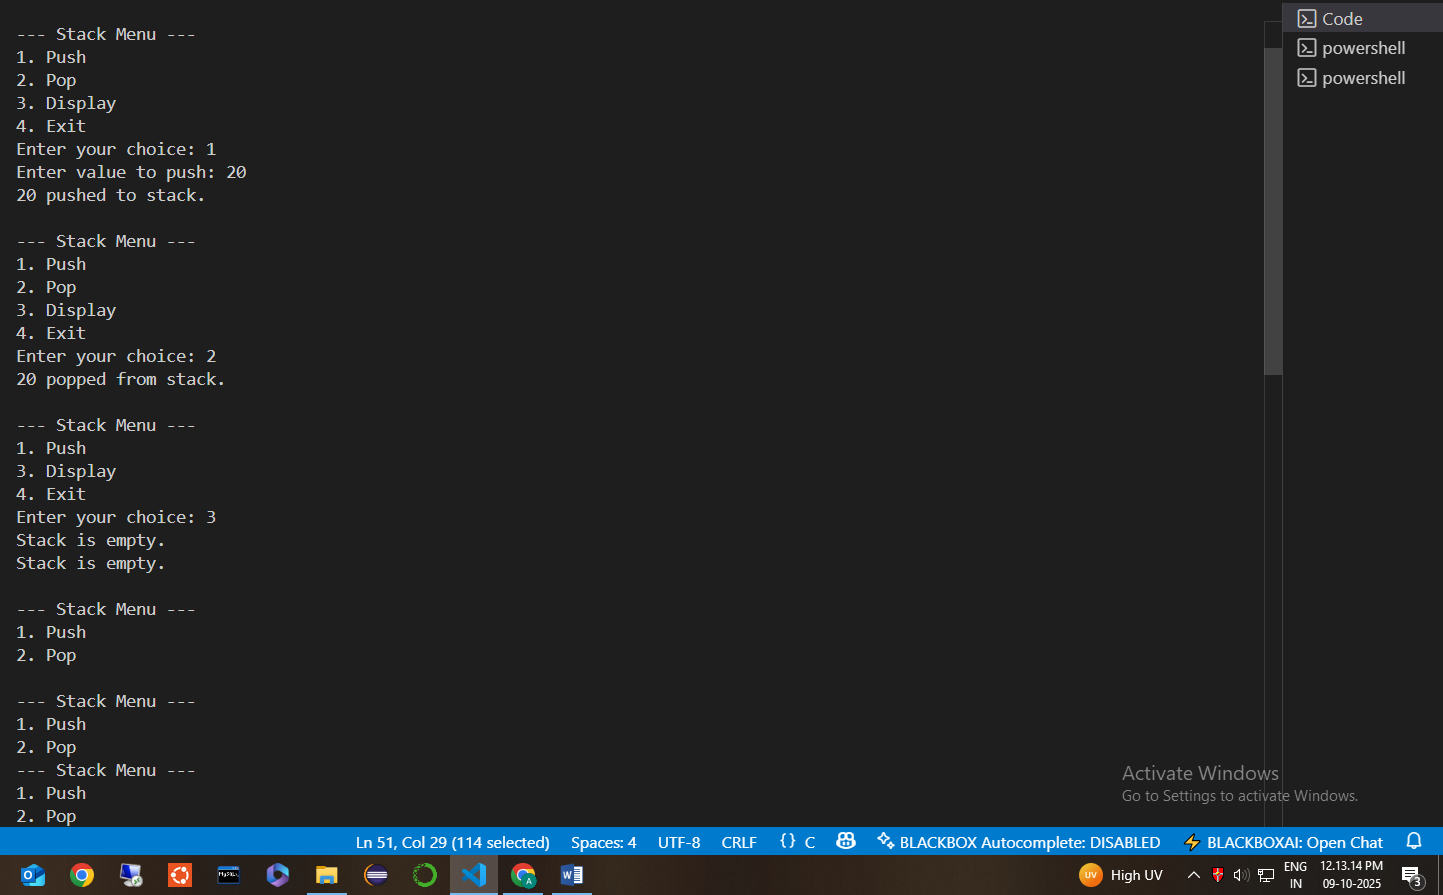 --- Stack Menu ---
1. Push
2. Pop
3. Display
4. Exit
Enter your choice: 1
Enter value to push: 20
20 pushed to stack.

--- Stack Menu ---
1. Push
2. Pop
3. Display
4. Exit
Enter your choice: 2
20 popped from stack.

--- Stack Menu ---
1. Push
3. Display
4. Exit
Enter your choice: 3
Stack is empty.
Stack is empty.

--- Stack Menu ---
1. Push
2. Pop

--- Stack Menu ---
1. Push
2. Pop
--- Stack Menu ---
1. Push
2. Pop
Code
powershell
powershell
Activate Windows
Go to Settings to activate Windows.
Ln 51, Col 29 (114 selected) Spaces: 4 UTF-8 CRLF {} C BLACKBOX Autocomplete: DISABLED BLACKBOXAI: Open Chat
MySQL
A
W
UV High UV
ENG
IN
12.13.14 PM
09-10-2025
3